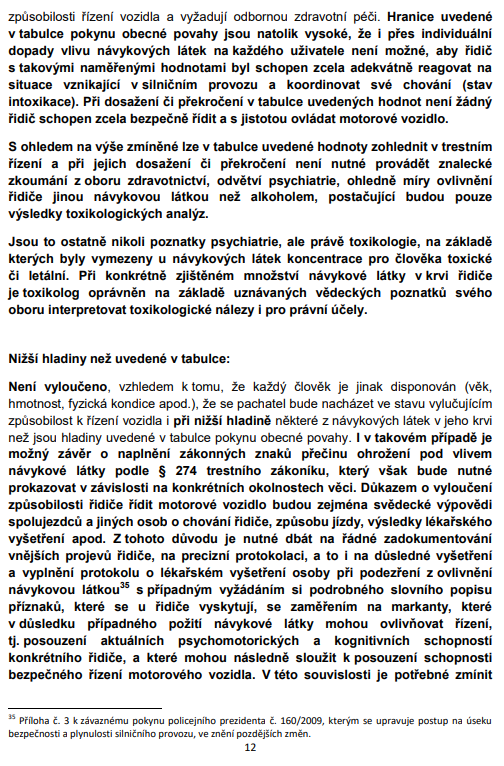 způsobilosti řízení vozidla a vyžadují odbornou zdravotní péči. Hranice uvedené
v tabulce pokynu obecné povahy jsou natolik vysoké, že i přes individuální
dopady vlivu návykových látek na každého uživatele není možné, aby řidič
s takovými naměřenými hodnotami byl schopen zcela adekvátně reagovat na
situace vznikající v silničním provozu a koordinovat své chování (stav
intoxikace). Při dosažení či překročení v tabulce uvedených hodnot není žádný
řidič schopen zcela bezpečně řídit a s jistotou ovládat motorové vozidlo.
S ohledem na výše zmíněné lze v tabulce uvedené hodnoty zohlednit v trestním
řízení a při jejich dosažení či překročení není nutné provádět znalecké
zkoumání z oboru zdravotnictví, odvětví psychiatrie, ohledně míry ovlivnění
řidiče jinou návykovou látkou než alkoholem, postačující budou pouze
výsledky toxikologických analýz.
Jsou to ostatně nikoli poznatky psychiatrie, ale právě toxikologie, na základě
kterých byly vymezeny u návykových látek koncentrace pro člověka toxické
či letální. Při konkrétně zjištěném množství návykové látky v krvi řidiče
je toxikolog oprávněn na základě uznávaných vědeckých poznatků svého
oboru interpretovat toxikologické nálezy i pro právní účely.
Nižší hladiny než uvedené v tabulce:
Není vyloučeno, vzhledem k tomu, že každý člověk je jinak disponován (věk,
hmotnost, fyzická kondice apod.), že se pachatel bude nacházet ve stavu vylučujícím
způsobilost k řízení vozidla i při nižší hladině některé z návykových látek v jeho krvi
než jsou hladiny uvedené v tabulce pokynu obecné povahy. I v takovém případě je
možný závěr o naplnění zákonných znaků přečinu ohrožení pod vlivem
návykové látky podle § 274 trestního zákoníku, který však bude nutné
prokazovat v závislosti na konkrétních okolnostech věci. Důkazem o vyloučení
způsobilosti řidiče řídit motorové vozidlo budou zejména svědecké výpovědi
spolujezdců a jiných osob o chování řidiče, způsobu jízdy, výsledky lékařského
vyšetření apod. Z tohoto důvodu je nutné dbát na řádné zadokumentování
vnějších projevů řidiče, na precizní protokolaci, a to i na důsledné vyšetření
a vyplnění protokolu o lékařském vyšetření osoby při podezření z ovlivnění
návykovou látkou³⁵ s případným vyžádáním si podrobného slovního popisu
příznaků, které se u řidiče vyskytují, se zaměřením na markanty, které
v důsledku případného požití návykové látky mohou ovlivňovat řízení,
tj. posouzení aktuálních psychomotorických a kognitivních schopností
konkrétního řidiče, a které mohou následně sloužit k posouzení schopnosti
bezpečného řízení motorového vozidla. V této souvislosti je potřebné zmínit
³⁵ Příloha č. 3 k závaznému pokynu policejního prezidenta č. 160/2009, kterým se upravuje postup na úseku
bezpečnosti a plynulosti silničního provozu, ve znění pozdějších změn.
12